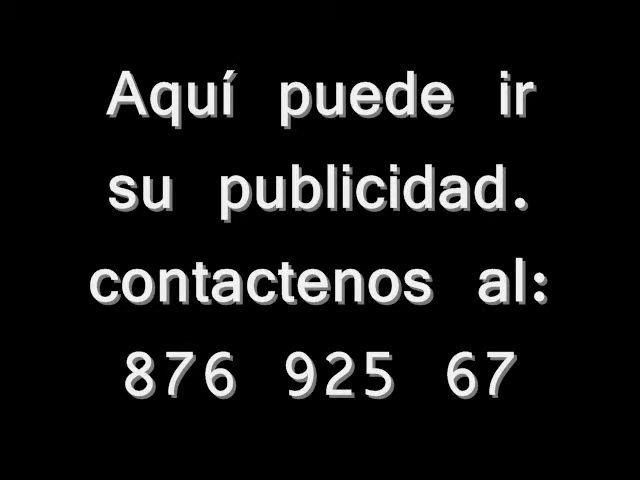 Aquí puede ir
su publicidad.
contactenos al:
876 925 67